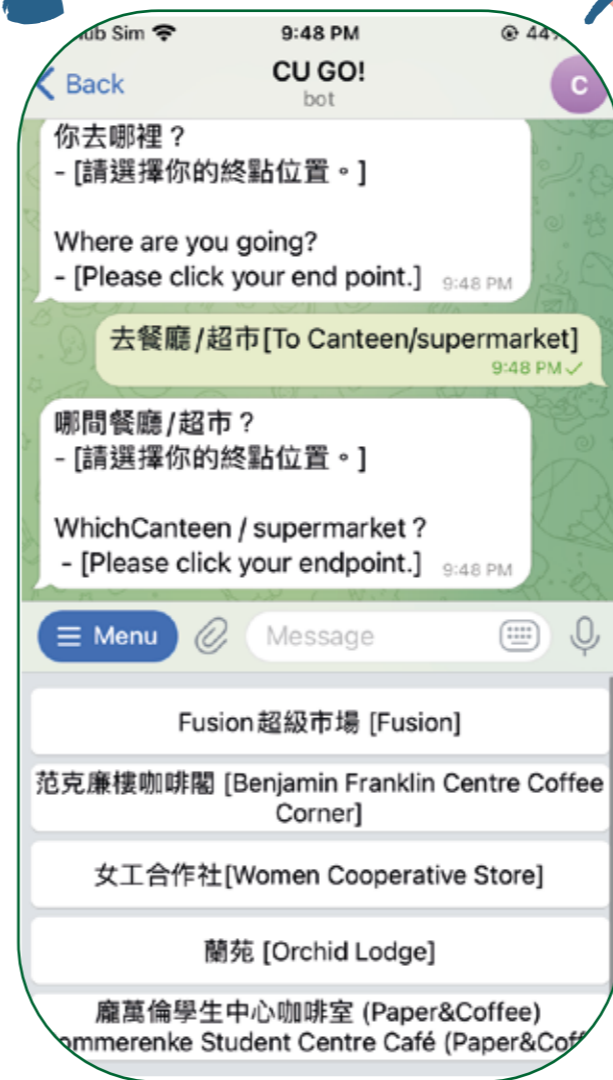 Sim
9:48 PM
Back
CU GO!
C
bot
你去哪裡？
- [請選擇你的終點位置。]
Where are you going?
- [Please click your end point.] 9:48 PM
去餐廳/超市[To Canteen/supermarket]
9:48 PM
哪間餐廳/超市？
- [請選擇你的終點位置。]
WhichCanteen / supermarket ?
- [Please click your endpoint.] 9:48 PM
Menu
Message
Fusion超級市場 [Fusion]
范克廉樓咖啡閣 [Benjamin Franklin Centre Coffee
Corner]
女工合作社[Women Cooperative Store]
蘭苑 [Orchid Lodge]
龐萬倫學生中心咖啡室 (Paper&Coffee)
Student Centre Café